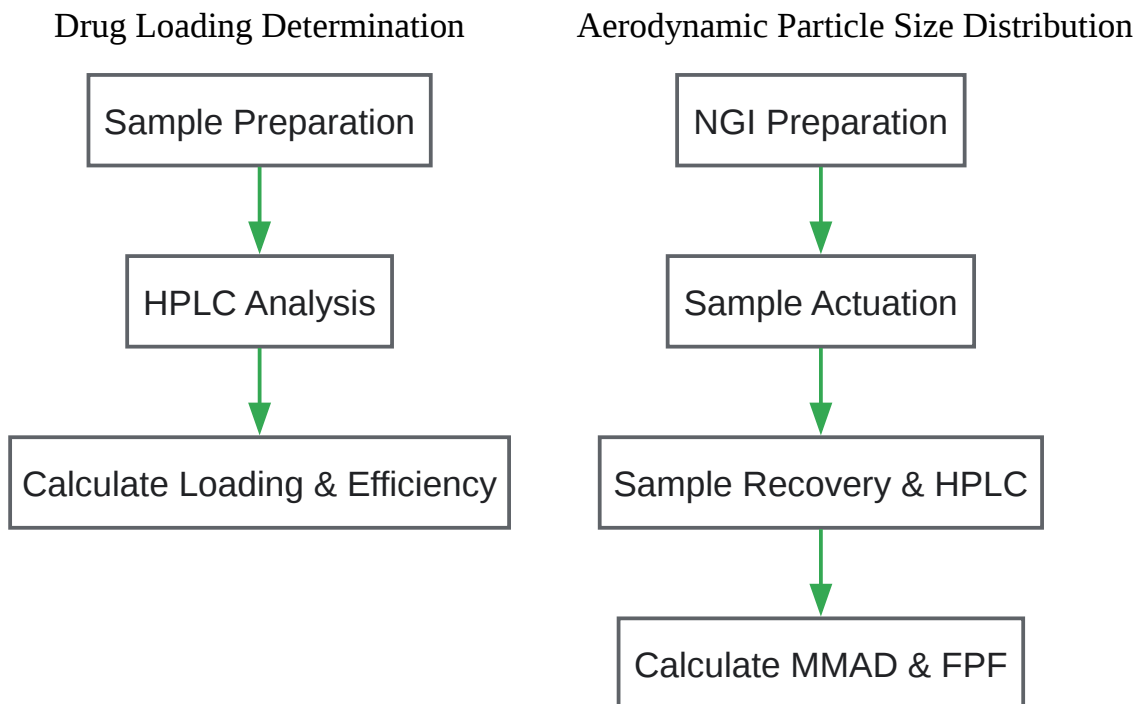 Drug Loading Determination
Sample Preparation
HPLC Analysis
Calculate Loading & Efficiency
Aerodynamic Particle Size Distribution
NGI Preparation
Sample Actuation
Sample Recovery & HPLC
Calculate MMAD & FPF